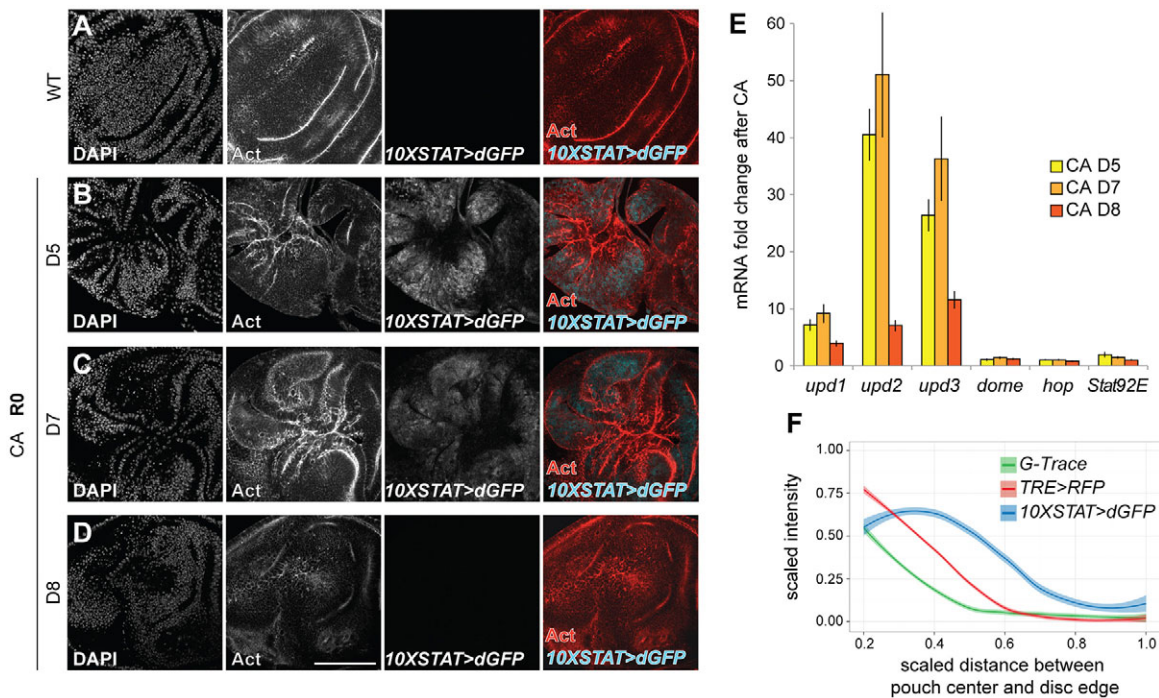 A
WT
DAPI
Act
10XSTAT>dGFP
Act
10XSTAT>dGFP
B
D5
DAPI
Act
10XSTAT>dGFP
Act
10XSTAT>dGFP
CA R0
C
D7
DAPI
Act
10XSTAT>dGFP
Act
10XSTAT>dGFP
D
D8
DAPI
Act
10XSTAT>dGFP
Act
10XSTAT>dGFP
E
mRNA fold change after CA
60
50
40
30
20
10
0
CA D5
CA D7
CA D8
upd1 upd2 upd3 dome hop Stat92E
F
scaled intensity
1.00
0.75
0.50
0.25
0.00
G-Trace
TRE>RFP
10XSTAT>dGFP
0.2 0.4 0.6 0.8 1.0
scaled distance between
pouch center and disc edge